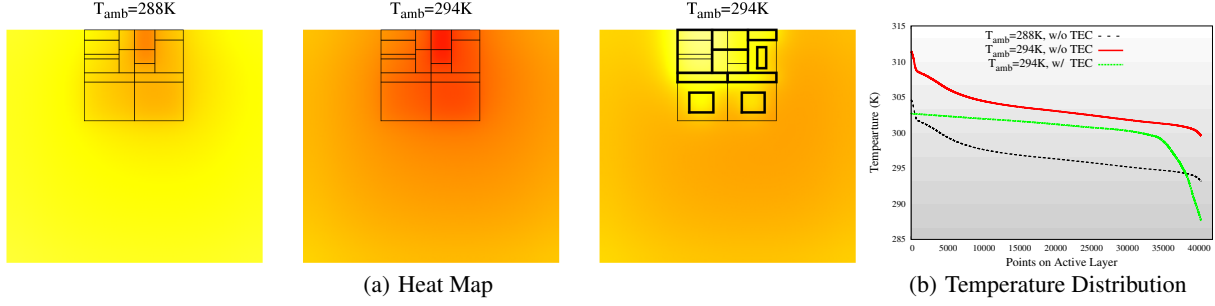 T_amb=288K
T_amb=294K
T_amb=294K
(a) Heat Map
T_amb=288K, w/o TEC
T_amb=294K, w/o TEC
T_amb=294K, w/ TEC
Tempearture (K)
315
310
305
300
295
290
285
0 5000 10000 15000 20000 25000 30000 35000 40000
Points on Active Layer
(b) Temperature Distribution